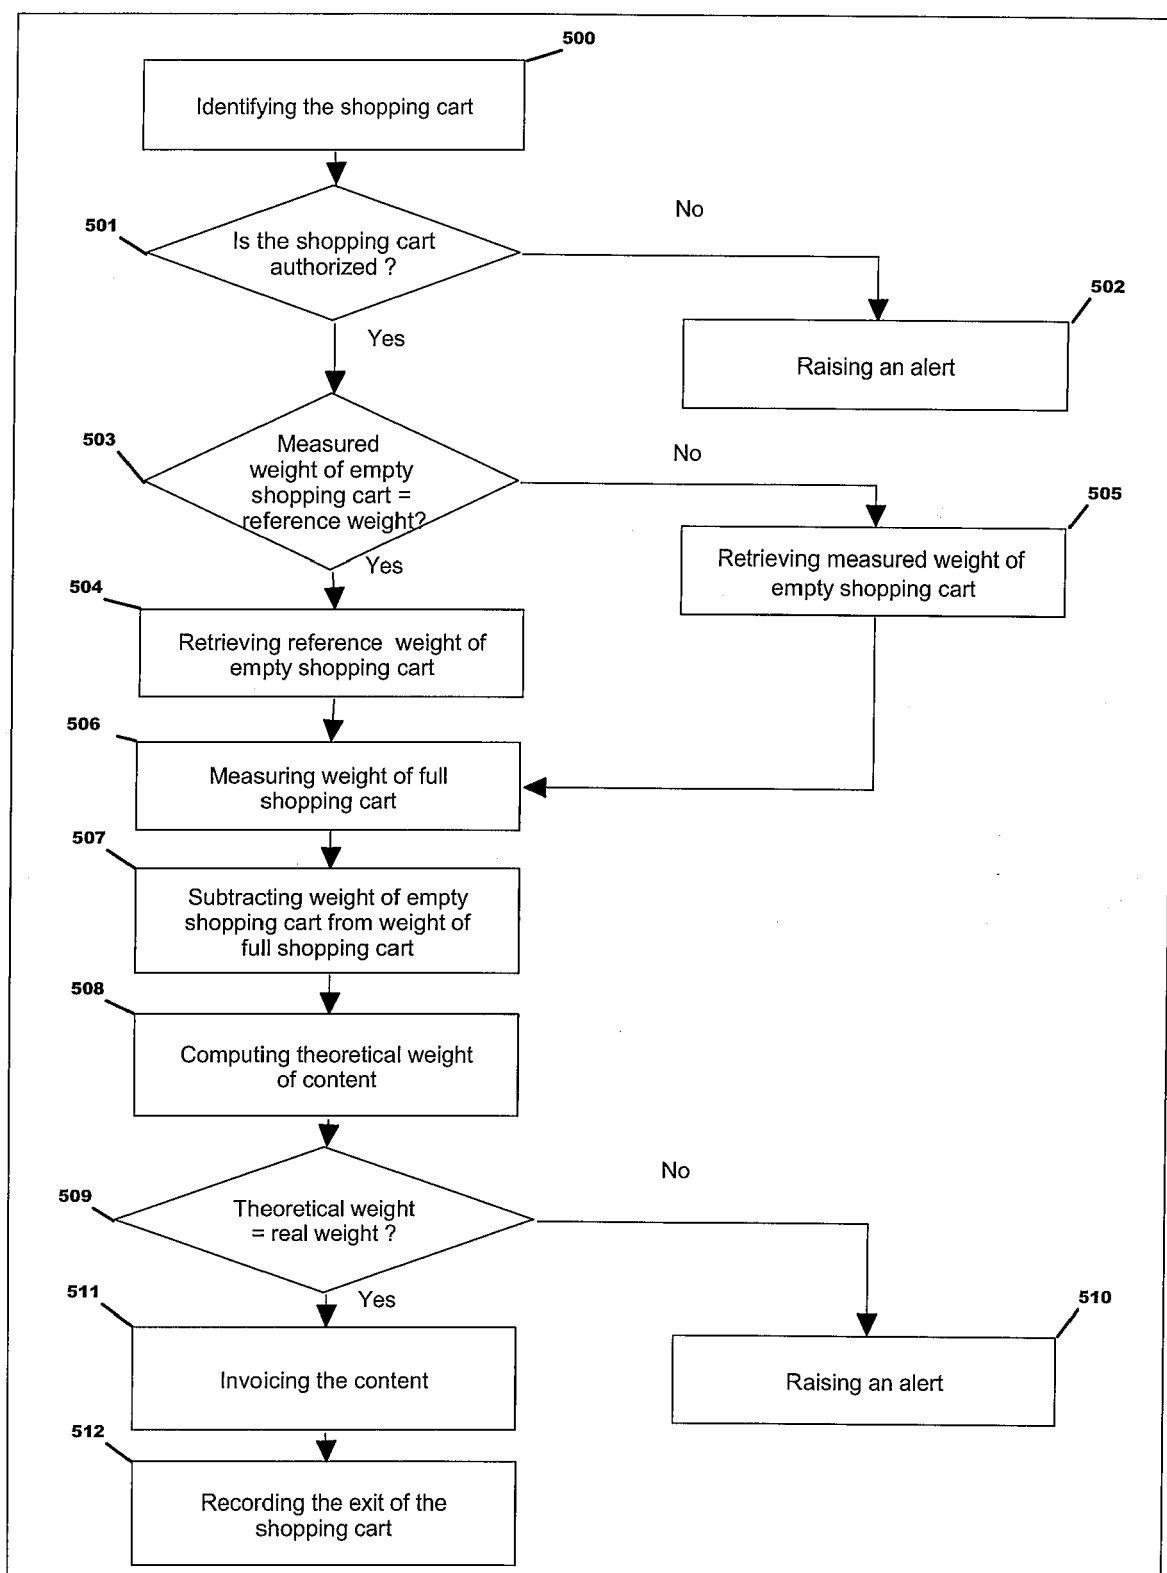 500
Identifying the shopping cart
501
Is the shopping cart
authorized ?
No
Yes
502
Raising an alert
503
Measured
weight of empty
shopping cart =
reference weight?
No
Yes
505
Retrieving measured weight of
empty shopping cart
504
Retrieving reference weight of
empty shopping cart
506
Measuring weight of full
shopping cart
507
Subtracting weight of empty
shopping cart from weight of
full shopping cart
508
Computing theoretical weight
of content
509
Theoretical weight
= real weight ?
No
Yes
511
Invoicing the content
510
Raising an alert
512
Recording the exit of the
shopping cart